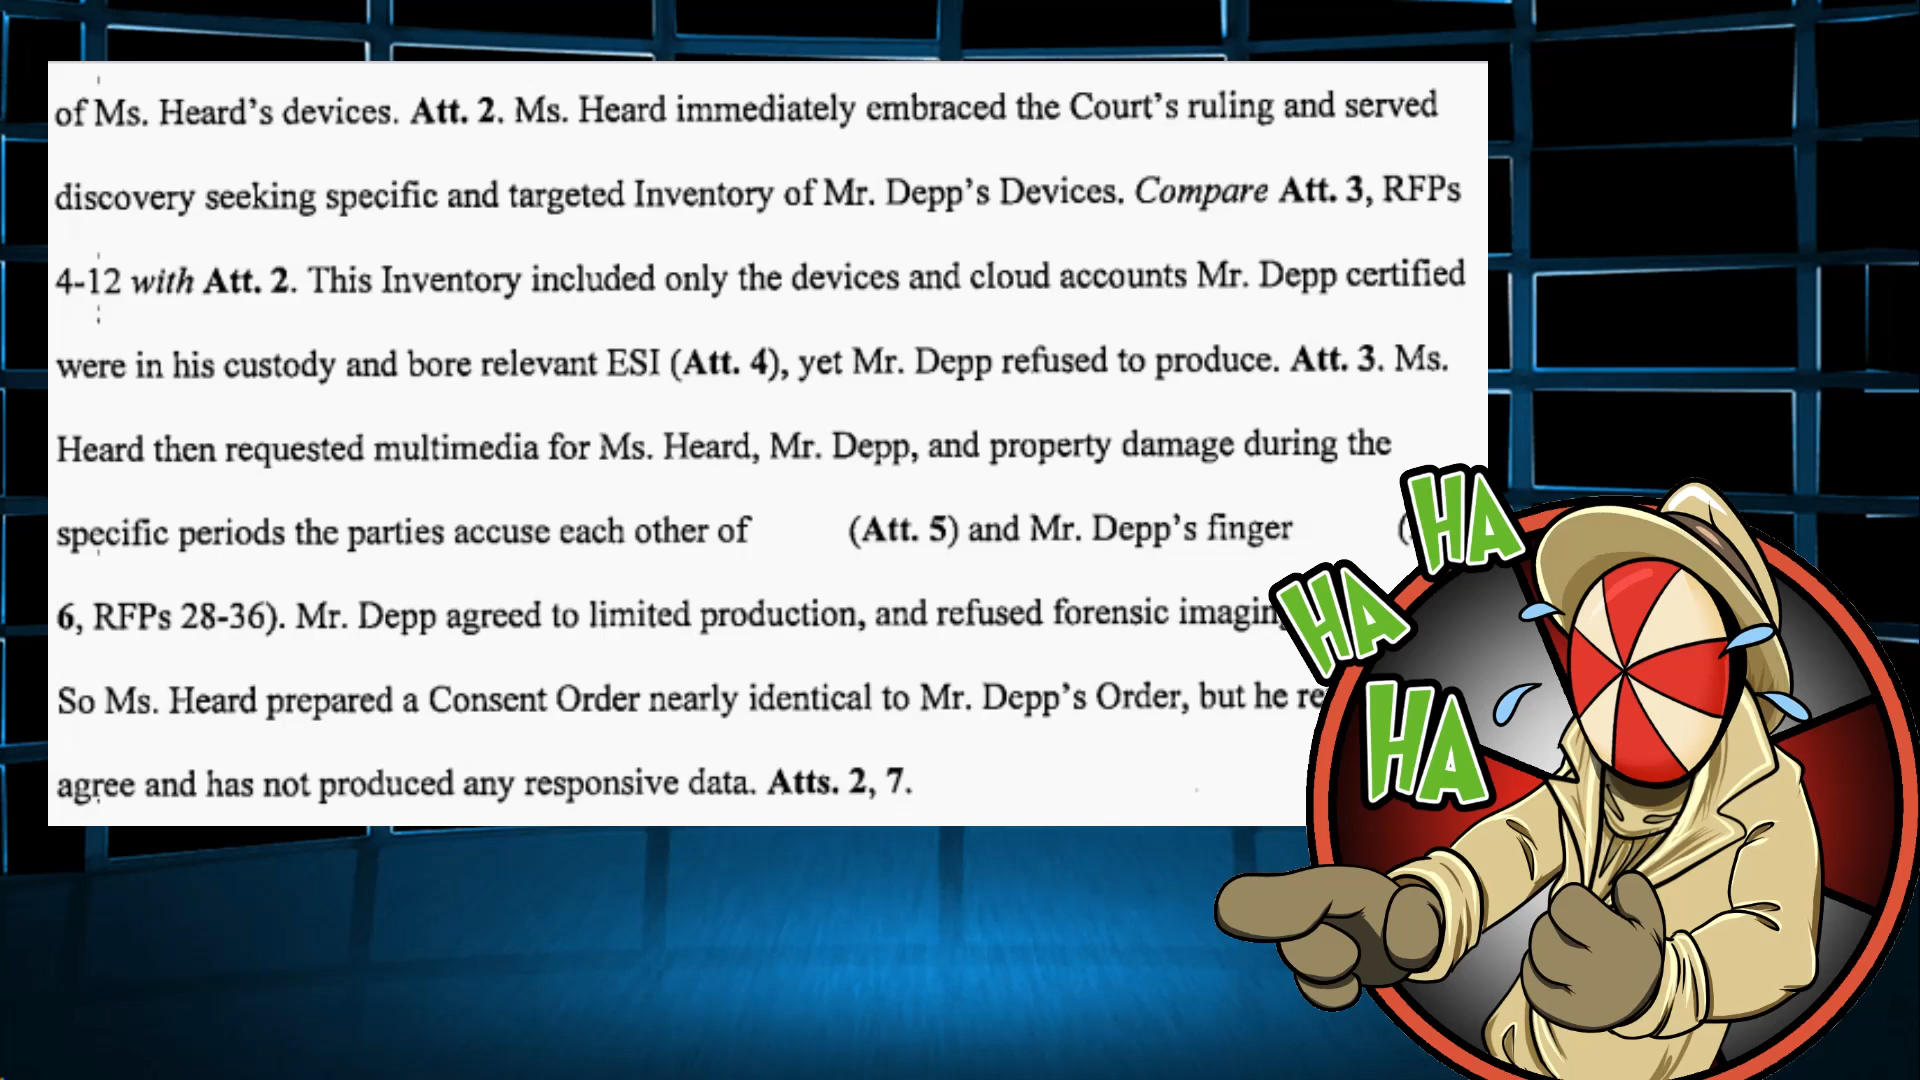 of Ms. Heard's devices. Att. 2. Ms. Heard immediately embraced the Court's ruling and served
discovery seeking specific and targeted Inventory of Mr. Depp's Devices. Compare Att. 3, RFPs
4-12 with Att. 2. This Inventory included only the devices and cloud accounts Mr. Depp certified
were in his custody and bore relevant ESI (Att. 4), yet Mr. Depp refused to produce. Att. 3. Ms.
Heard then requested multimedia for Ms. Heard, Mr. Depp, and property damage during the
specific periods the parties accuse each other of (Att. 5) and Mr. Depp's finger (
6, RFPs 28-36). Mr. Depp agreed to limited production, and refused forensic
So Ms. Heard prepared a Consent Order nearly identical to Mr. Depp's Order, but he
agree and has not produced any responsive data. Atts. 2, 7.
HA
HA
HA